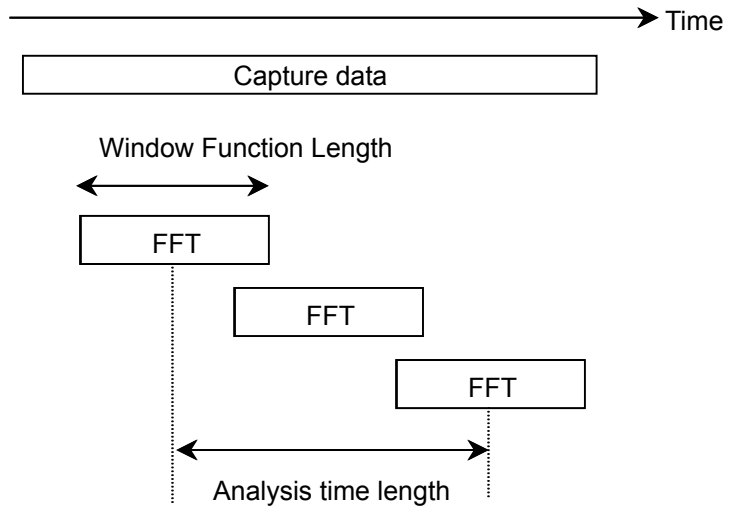 Time
Capture data
Window Function Length
FFT
FFT
FFT
Analysis time length